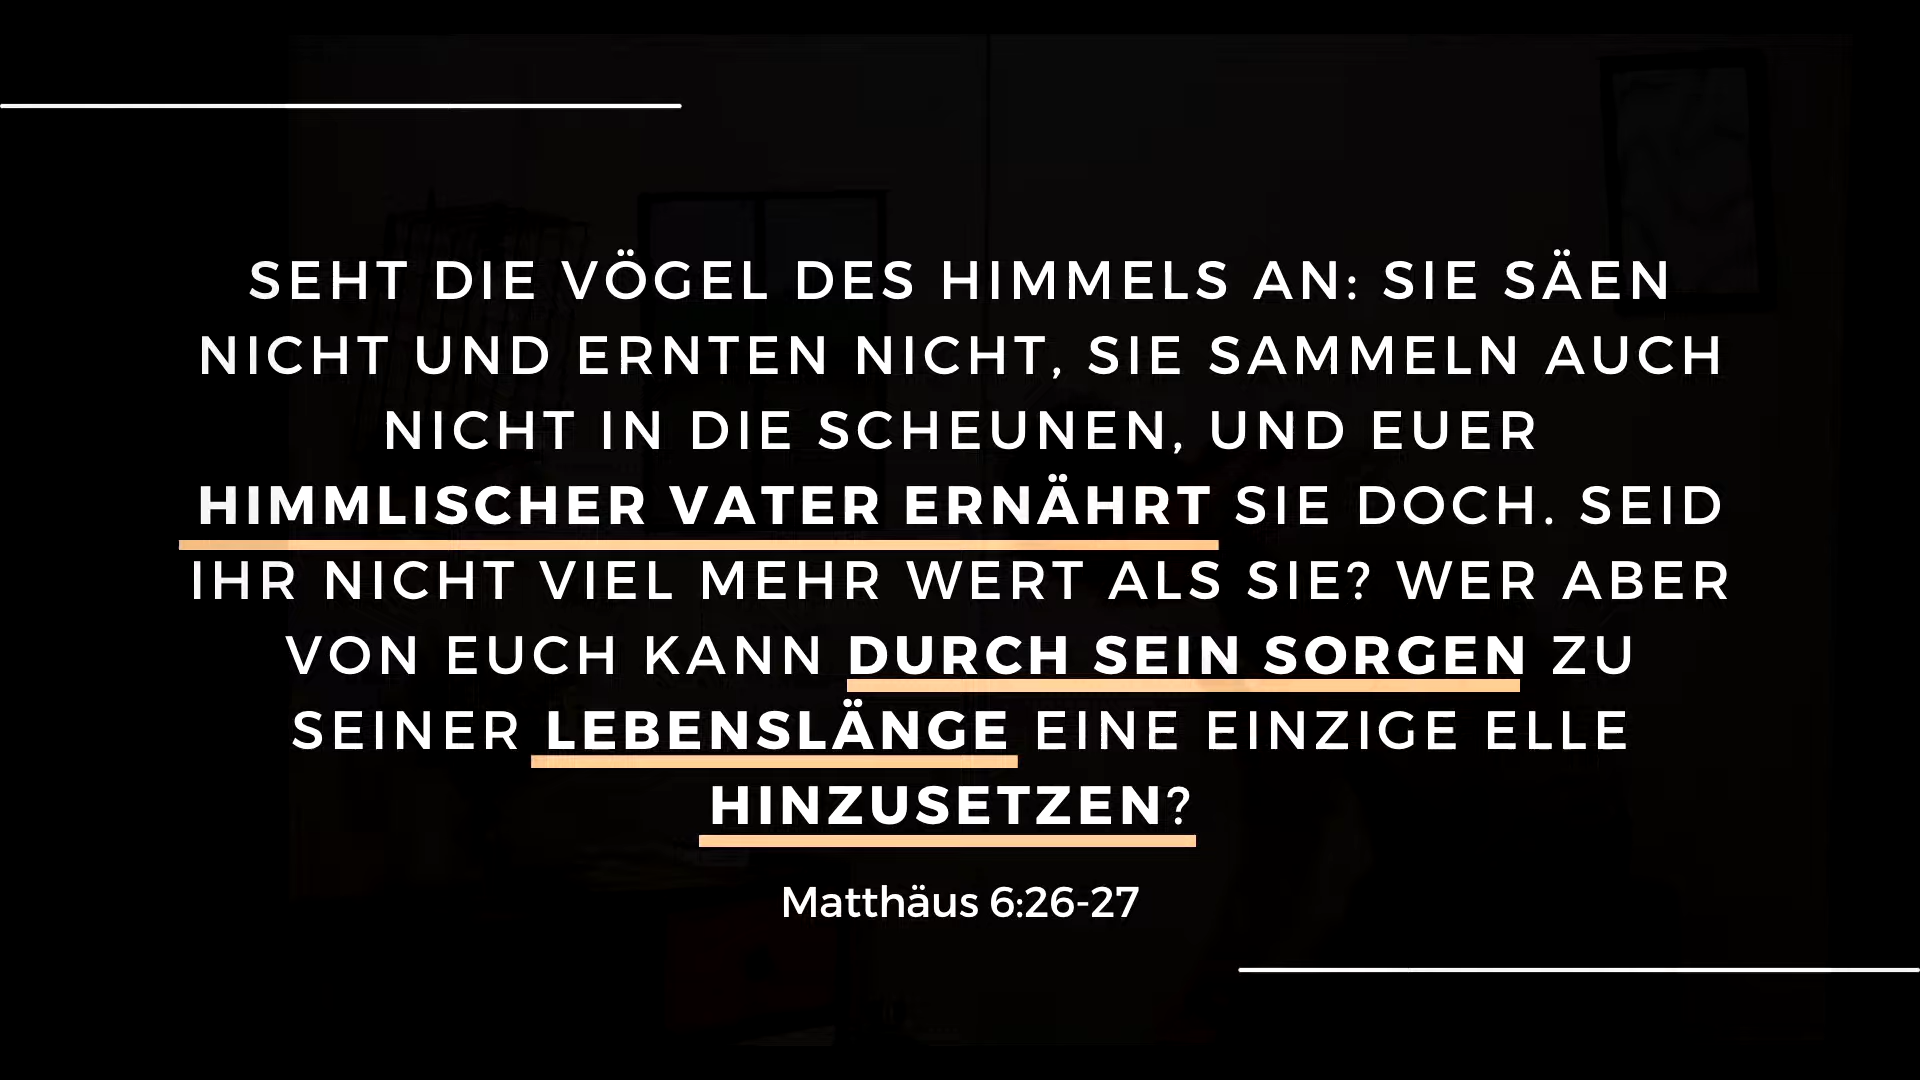 SEHT DIE VÖGEL DES HIMMELS AN: SIE SÄEN
NICHT UND ERNTEN NICHT, SIE SAMMELN AUCH
NICHT IN DIE SCHEUNEN, UND EUER
HIMMLISCHER VATER ERNÄHRT SIE DOCH. SEID
IHR NICHT VIEL MEHR WERT ALS SIE? WER ABER
VON EUCH KANN DURCH SEIN SORGEN ZU
SEINER LEBENSLÄNGE EINE EINZIGE ELLE
HINZUSETZEN?
Matthäus 6:26-27